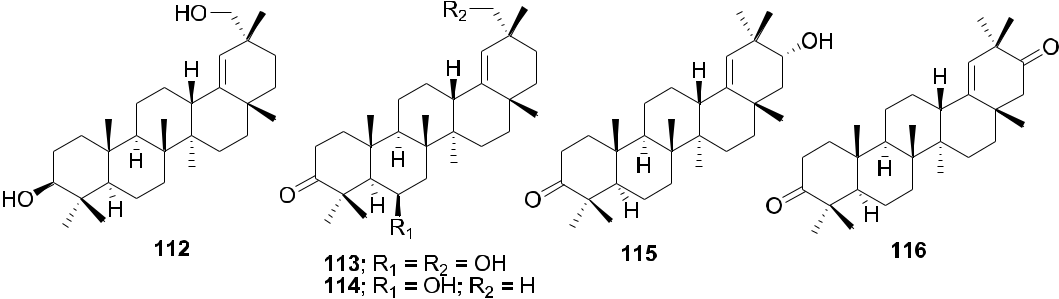 HO
H
H
HO
H
112
R2
H
H
O
H
R1
113; R1 = R2 = OH
114; R1 = OH; R2 = H
OH
H
H
O
H
115
O
H
H
O
H
116